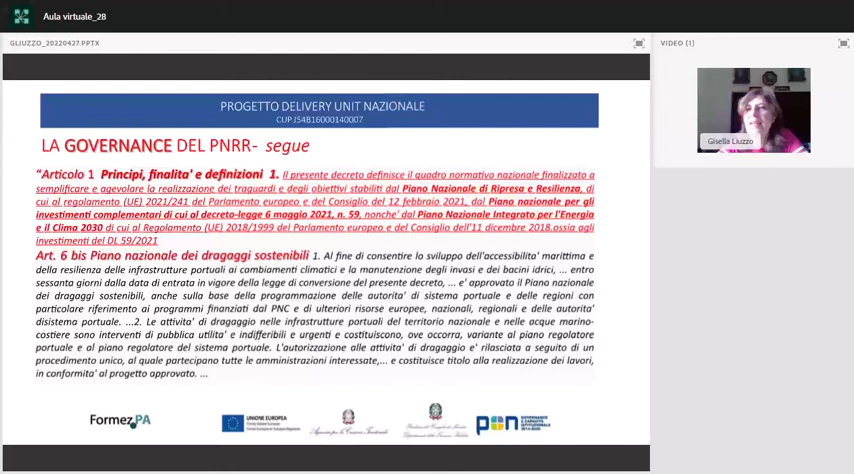 Aula virtuale_28
GLIUZZO_20220427.PPTX
VIDEO (1)
PROGETTO DELIVERY UNIT NAZIONALE
CUP J54B16000140007
LA GOVERNANCE DEL PNRR- segue
“Articolo 1 Principi, finalita' e definizioni 1. Il presente decreto definisce il quadro normativo nazionale finalizzato a
semplificare e agevolare la realizzazione dei traguardi e degli obiettivi stabiliti dal Piano Nazionale di Ripresa e Resilienza, di
cui al regolamento (UE) 2021/241 del Parlamento europeo e del Consiglio del 12 febbraio 2021, dal Piano nazionale per gli
investimenti complementari di cui al decreto-legge 6 maggio 2021, n. 59, nonche' dal Piano Nazionale Integrato per l'Energia
e il Clima 2030 di cui al Regolamento (UE) 2018/1999 del Parlamento europeo e del Consiglio dell'11 dicembre 2018.ossia agli
investimenti del DL 59/2021
Art. 6 bis Piano nazionale dei dragaggi sostenibili 1. Al fine di consentire lo sviluppo dell'accessibilita' marittima e
della resilienza delle infrastrutture portuali ai cambiamenti climatici e la manutenzione degli invasi e dei bacini idrici, ... entro
sessanta giorni dalla data di entrata in vigore della legge di conversione del presente decreto, ... e' approvato il Piano nazionale
dei dragaggi sostenibili, anche sulla base della programmazione delle autorita' di sistema portuale e delle regioni con
particolare riferimento ai programmi finanziati dal PNC e di ulteriori risorse europee, nazionali, regionali e delle autorita'
disistema portuale. ...2. Le attivita' di dragaggio nelle infrastrutture portuali del territorio nazionale e nelle acque marino-
costiere sono interventi di pubblica utilita' e indifferibili e urgenti e costituiscono, ove occorra, variante al piano regolatore
portuale e al piano regolatore del sistema portuale. L'autorizzazione alle attivita' di dragaggio e' rilasciata a seguito di un
procedimento unico, al quale partecipano tutte le amministrazioni interessate,... e costituisce titolo alla realizzazione dei lavori,
in conformita' al progetto approvato. ...
Gisella Liuzzo
Formez PA
UNIONE EUROPEA
pon
GOVERNANCE
E CAPACITÀ
ISTITUZIONALE
2014-2020